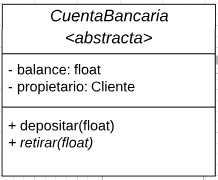 CuentaBancaria
<abstracta>
- balance: float
- propietario: Cliente
+ depositar(float)
+ retirar(float)